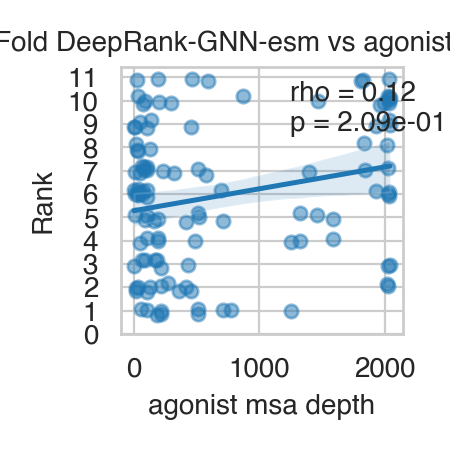 Fold DeepRank-GNN-esm vs agonist
rho = 0.12
p = 2.09e-01
11
10
9
8
7
6
5
4
3
2
1
0
Rank
0 1000 2000
agonist msa depth